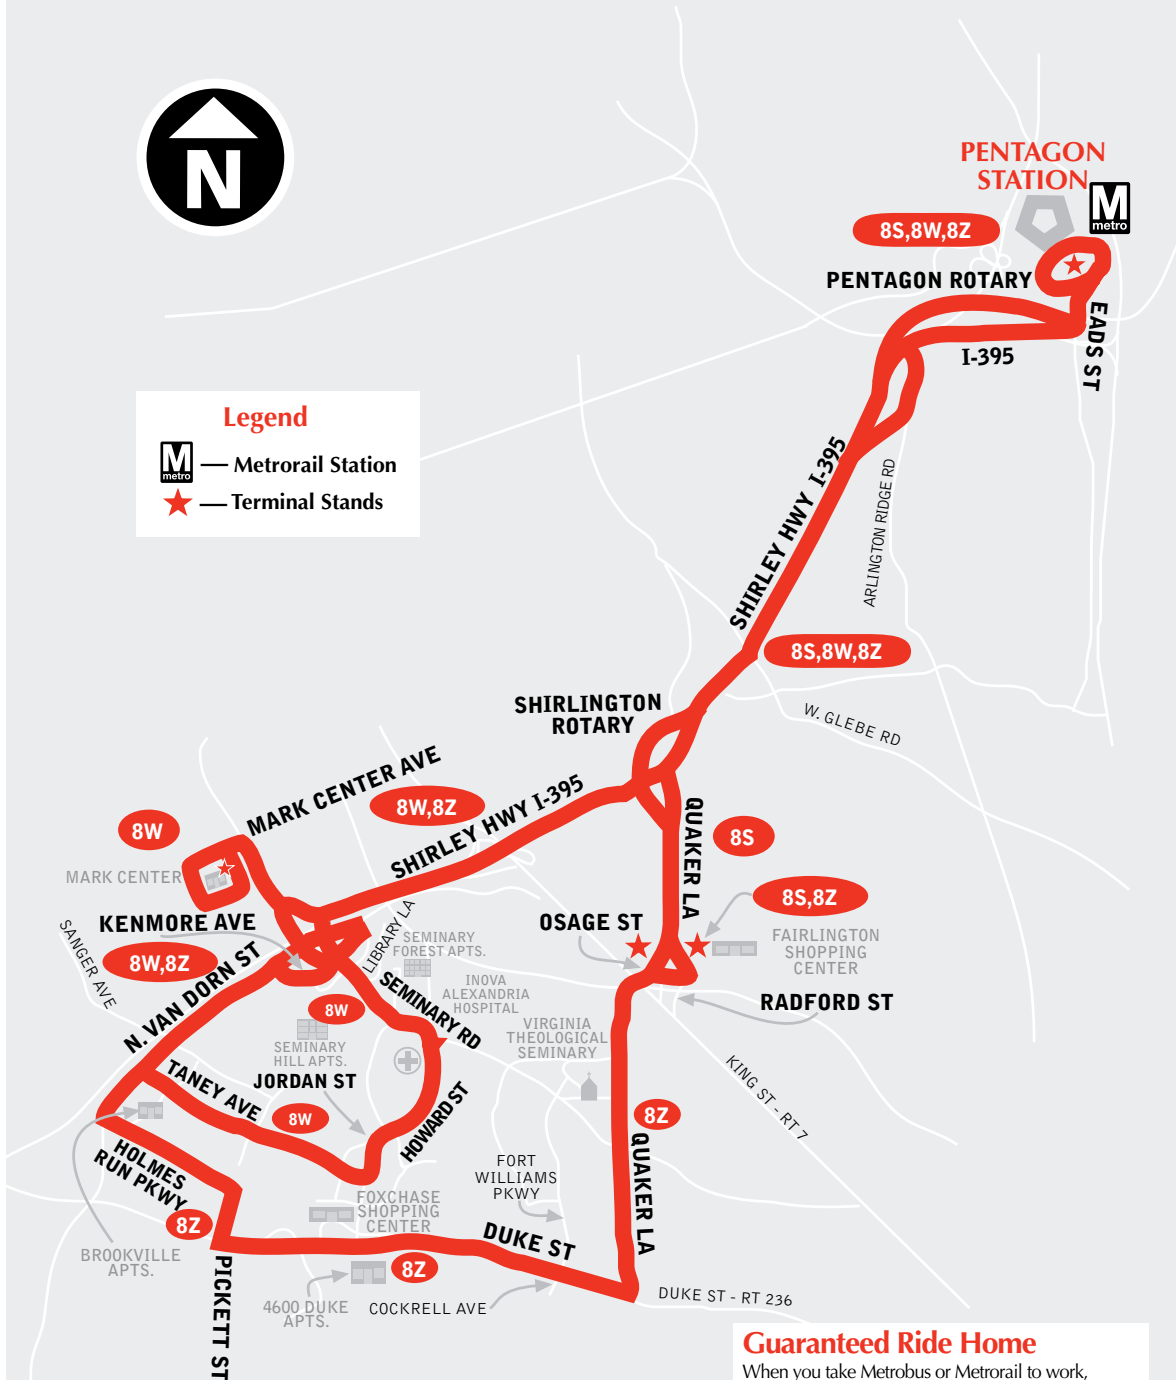 N
PENTAGON
STATION
M
metro
8S,8W,8Z
PENTAGON ROTARY
EADS ST
I-395
Legend
M
metro
— Metrorail Station
— Terminal Stands
SHIRLEY HWY I-395
ARLINGTON RIDGE RD
8S,8W,8Z
SHIRLINGTON
ROTARY
W. GLEBE RD
MARK CENTER AVE
8W,8Z
SHIRLEY HWY I-395
8W
QUAKER LA
8S
MARK CENTER
8S,8Z
KENMORE AVE
OSAGE ST
SANGER AVE
LIBRARY LA
SEMINARY
FOREST APTS.
FAIRLINGTON
SHOPPING
CENTER
8W,8Z
N. VAN DORN ST
SEMINARY RD
INOVA
ALEXANDRIA
HOSPITAL
RADFORD ST
8W
VIRGINIA
THEOLOGICAL
SEMINARY
SEMINARY
HILL APTS.
JORDAN ST
TANEY AVE
8W
HOWARD ST
KING ST - RT 7
8Z
QUAKER LA
HOLMES
RUN PKWY
FORT
WILLIAMS
PKWY
FOXCHASE
SHOPPING
CENTER
8Z
DUKE ST
BROOKVILLE
APTS.
PICKETT ST
8Z
4600 DUKE
APTS.
COCKRELL AVE
DUKE ST - RT 236
Guaranteed Ride Home
When you take Metrobus or Metrorail to work,